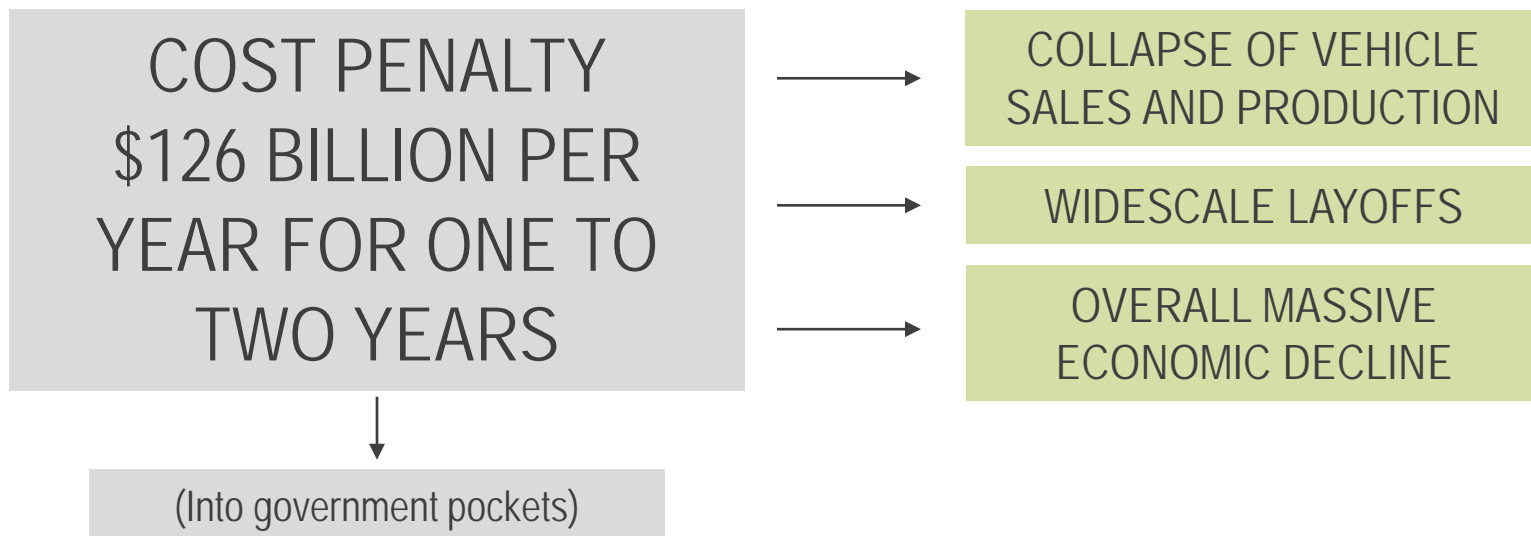 COST PENALTY
$126 BILLION PER
YEAR FOR ONE TO
TWO YEARS
(Into government pockets)
COLLAPSE OF VEHICLE
SALES AND PRODUCTION
WIDESCALE LAYOFFS
OVERALL MASSIVE
ECONOMIC DECLINE